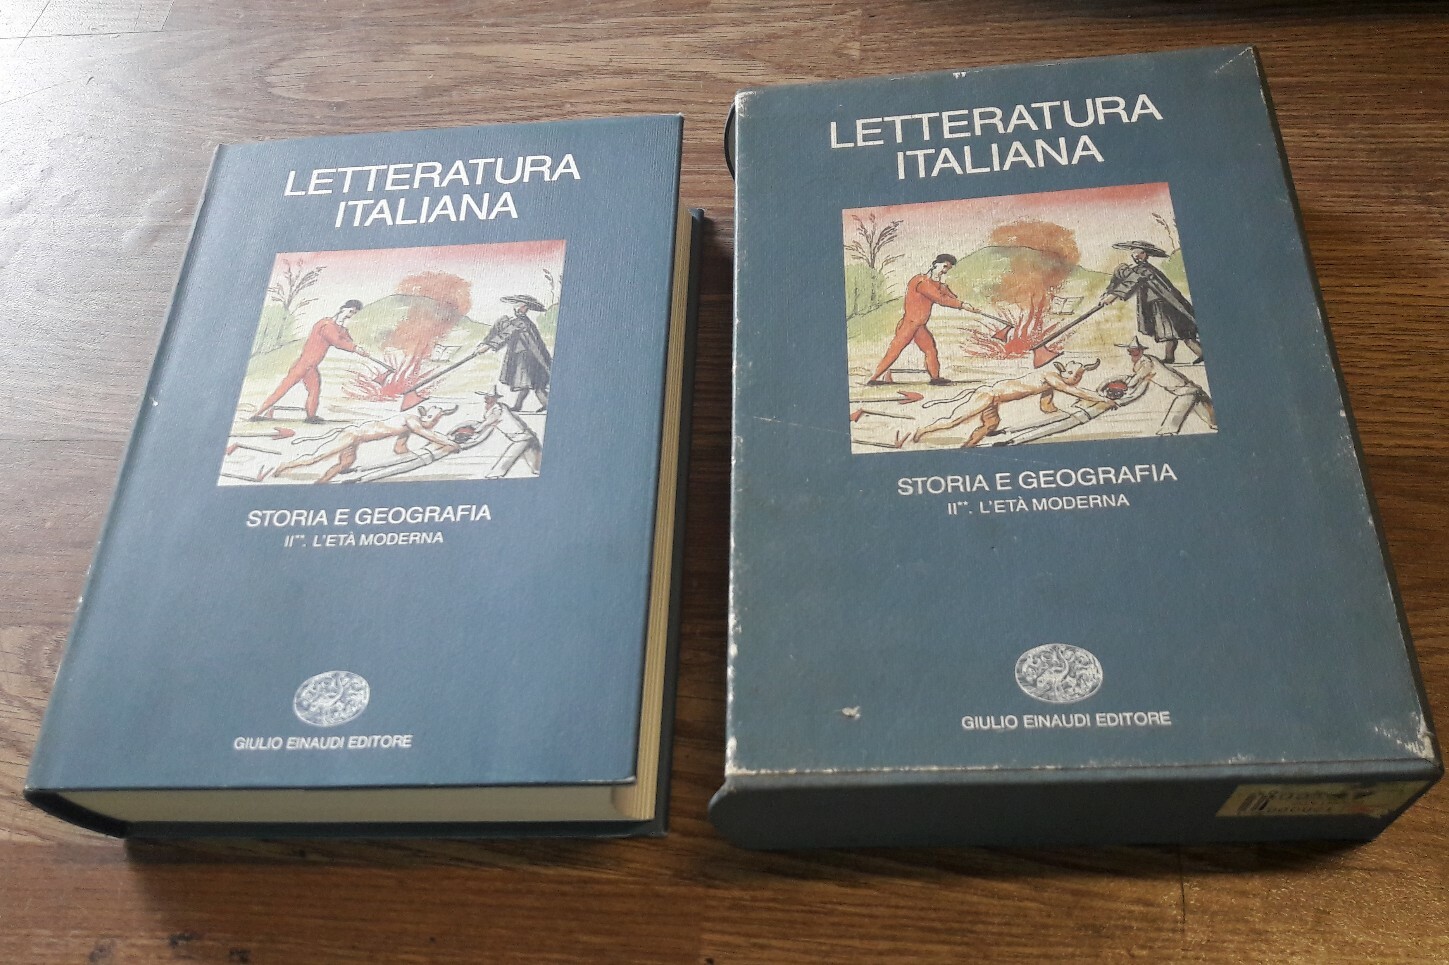 LETTERATURA
ITALIANA
STORIA E GEOGRAFIA
II**. L'ETÀ MODERNA
GIULIO EINAUDI EDITORE
LETTERATURA
ITALIANA
STORIA E GEOGRAFIA
II**. L'ETÀ MODERNA
GIULIO EINAUDI EDITORE